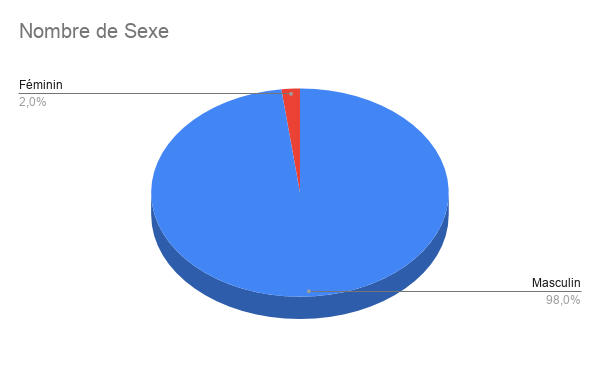 Nombre de Sexe
Féminin
2,0%
Masculin
98,0%